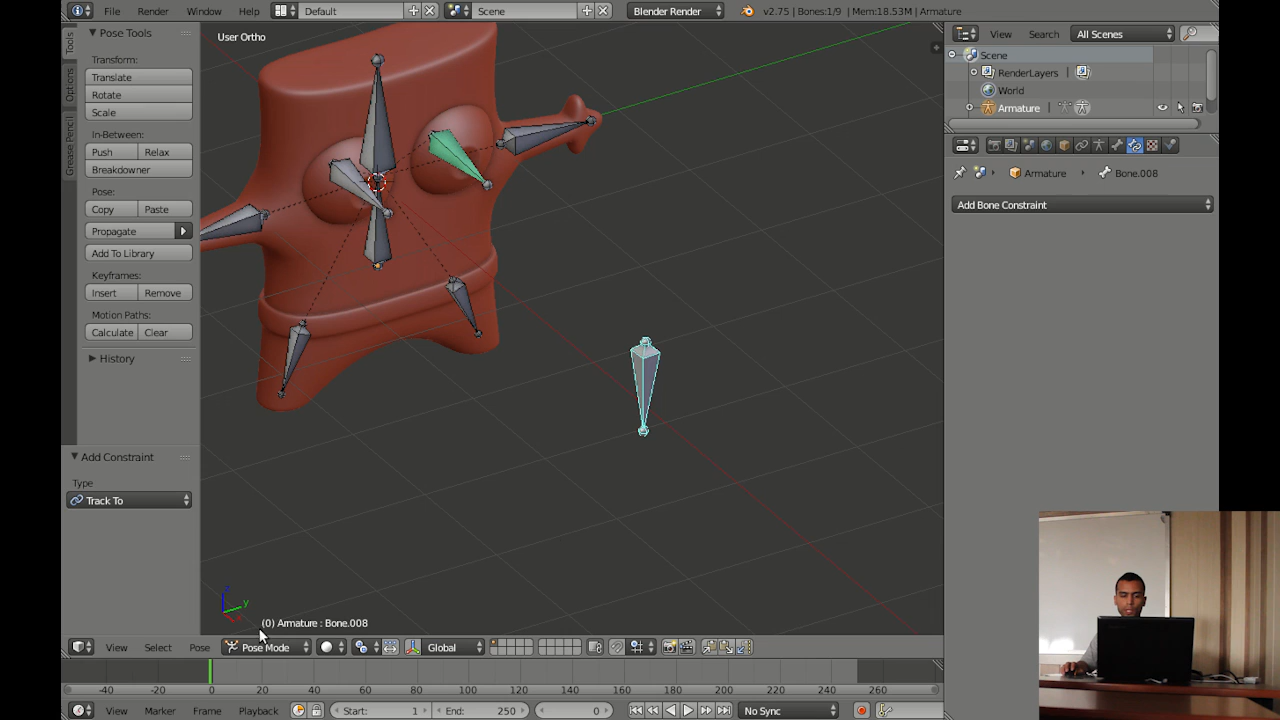 File Render Window Help Default Scene Blender Render v2.75 | Bones:1/9 | Mem:18.53M | Armature
Tools
Options
Grease Pencil
Pose Tools
Transform:
Translate
Rotate
Scale
In-Between:
Push Relax
Breakdowner
Pose:
Copy Paste
Propagate
Add To Library
Keyframes:
Insert Remove
Motion Paths:
Calculate Clear
History
Add Constraint
Type
Track To
User Ortho
z
y
x
(0) Armature : Bone.008
View Search All Scenes
Scene
RenderLayers
World
Armature
Armature Bone.008
Add Bone Constraint
View Select Pose Pose Mode Global
-40 -20 0 20 40 60 80 100 120 140 160 180 200 220 240 260
View Marker Frame Playback Start: 1 End: 250 0 No Sync